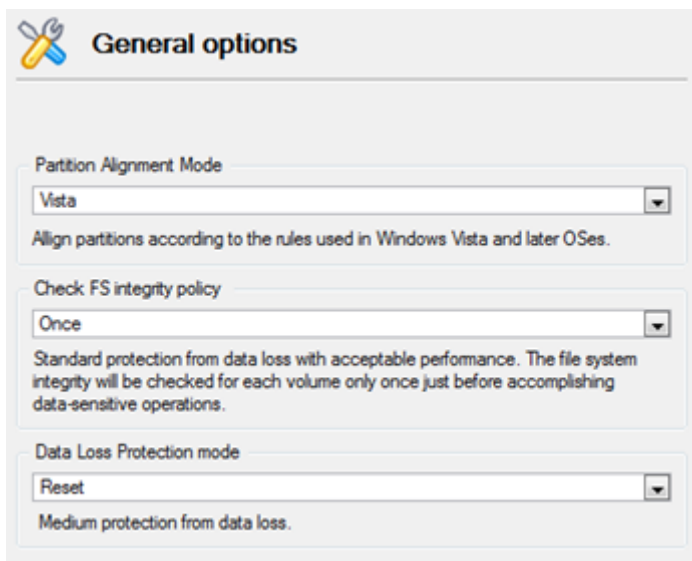 General options
Partition Alignment Mode
Vista
Allign partitions according to the rules used in Windows Vista and later OSes.
Check FS integrity policy
Once
Standard protection from data loss with acceptable performance. The file system
integrity will be checked for each volume only once just before accomplishing
data-sensitive operations.
Data Loss Protection mode
Reset
Medium protection from data loss.